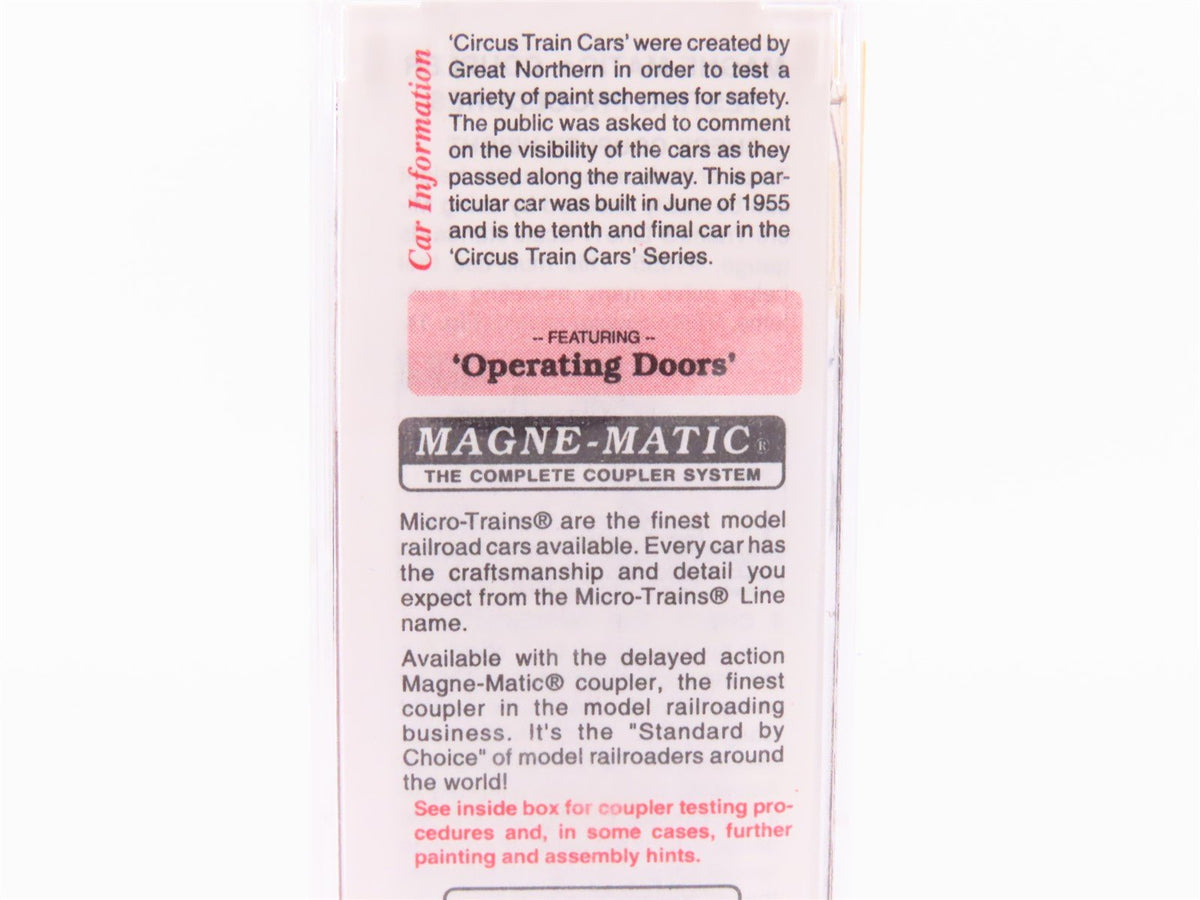 Car Information
'Circus Train Cars' were created by
Great Northern in order to test a
variety of paint schemes for safety.
The public was asked to comment
on the visibility of the cars as they
passed along the railway. This par-
ticular car was built in June of 1955
and is the tenth and final car in the
'Circus Train Cars' Series.
-- FEATURING --
'Operating Doors'
MAGNE-MATIC®
THE COMPLETE COUPLER SYSTEM
Micro-Trains® are the finest model
railroad cars available. Every car has
the craftsmanship and detail you
expect from the Micro-Trains® Line
name.
Available with the delayed action
Magne-Matic® coupler, the finest
coupler in the model railroading
business. It's the "Standard by
Choice" of model railroaders around
the world!
See inside box for coupler testing pro-
cedures and, in some cases, further
painting and assembly hints.